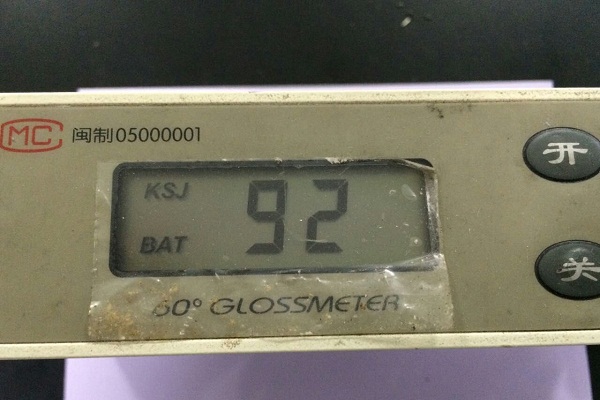 MC 闽制05000001
开
KSJ 92
BAT
关
60° GLOSSMETER